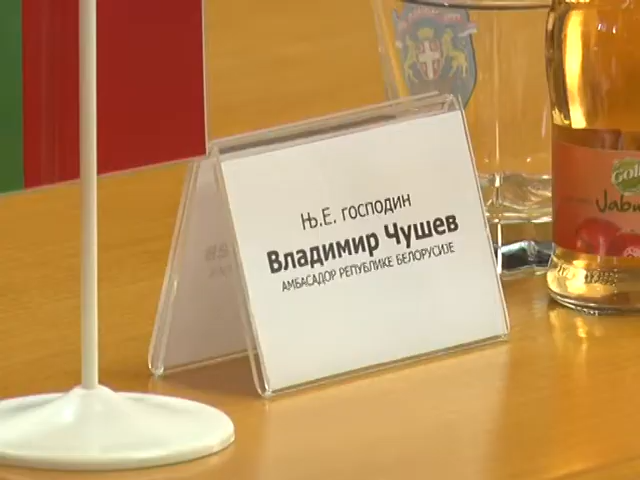 Њ.Е. господин
Владимир Чушев
АМБАСАДОР РЕПУБЛИКЕ БЕЛОРУСИЈЕ